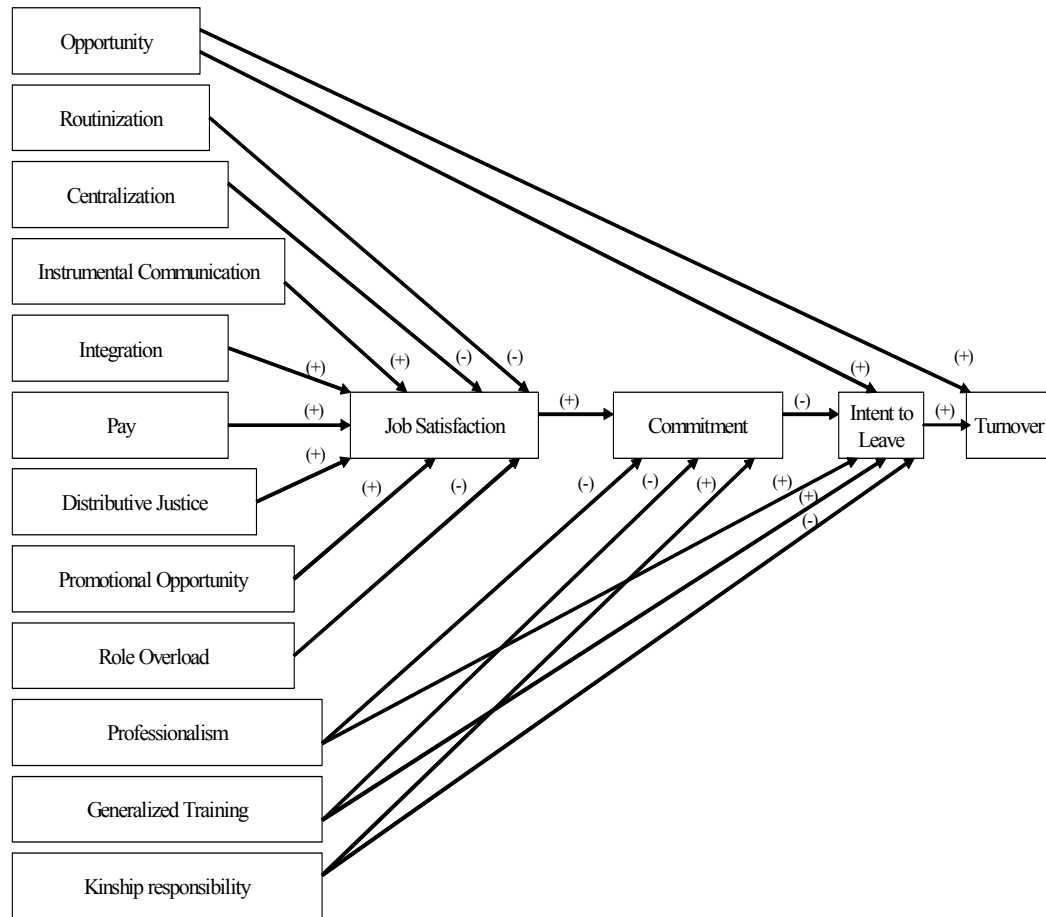 Opportunity
Routinization
Centralization
Instrumental Communication
Integration
(+)
(+)
(-)
(-)
(+)
(+)
Pay
(+)
Job Satisfaction
(+)
Commitment
(-)
Intent to
Leave
(+)
Turnover
Distributive Justice
(+)
(+)
(-)
(-)
(-)
(+)
(+)
(+)
(-)
Promotional Opportunity
Role Overload
Professionalism
Generalized Training
Kinship responsibility